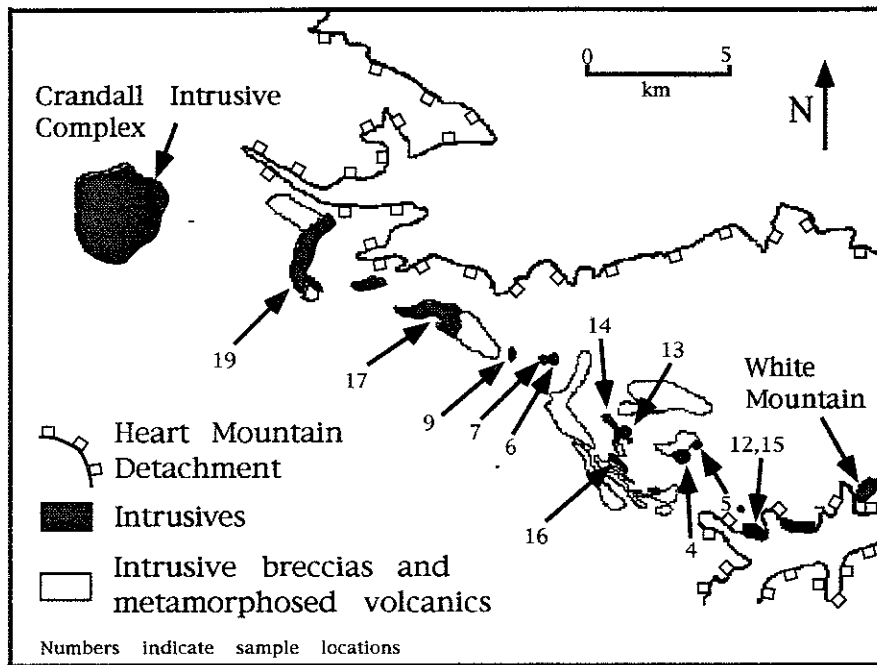 0 5
km
N
Crandall Intrusive
Complex
19
17
9
7
6
14
13
16
4
5
12,15
White
Mountain
Heart Mountain
Detachment
Intrusives
Intrusive breccias and
metamorphosed volcanics
Numbers indicate sample locations